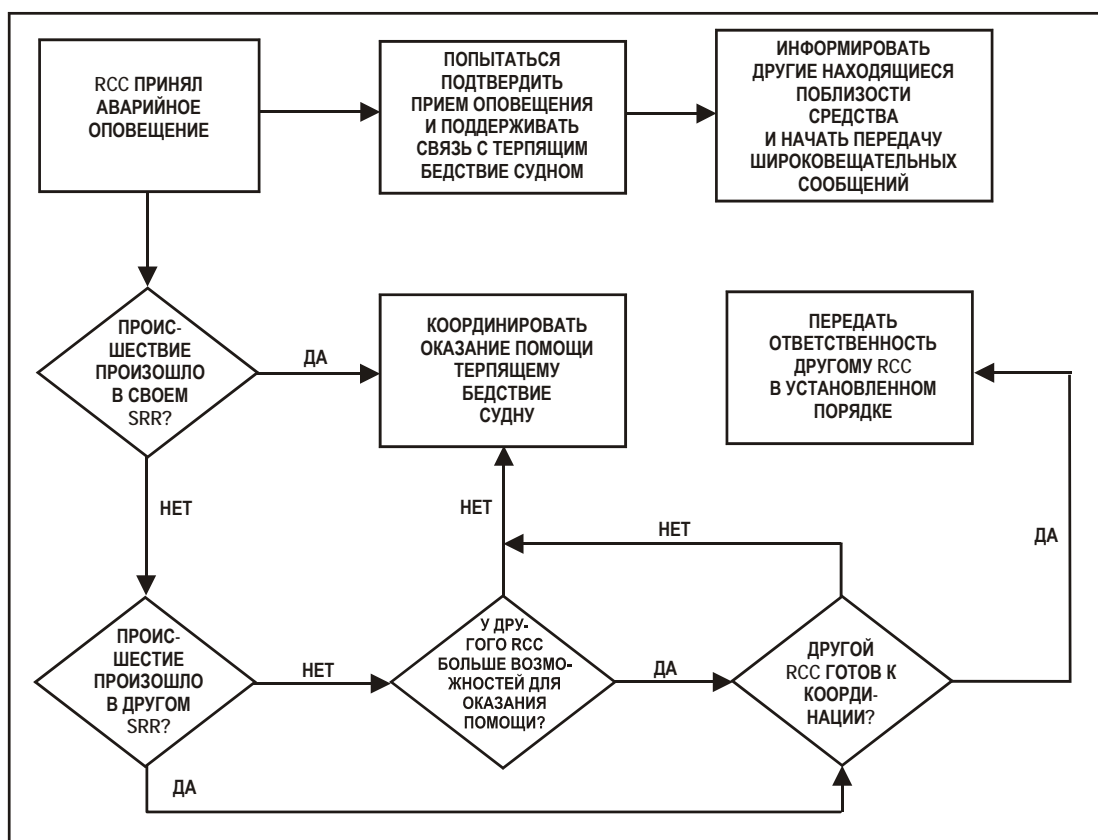 RCC ПРИНЯЛ
АВАРИЙНОЕ
ОПОВЕЩЕНИЕ
ПОПЫТАТЬСЯ
ПОДТВЕРДИТЬ
ПРИЕМ ОПОВЕЩЕНИЯ
И ПОДДЕРЖИВАТЬ
СВЯЗЬ С ТЕРПЯЩИМ
БЕДСТВИЕ СУДНОМ
ИНФОРМИРОВАТЬ
ДРУГИЕ НАХОДЯЩИЕСЯ
ПОБЛИЗОСТИ
СРЕДСТВА
И НАЧАТЬ ПЕРЕДАЧУ
ШИРОКОВЕЩАТЕЛЬНЫХ
СООБЩЕНИЙ
ПРОИС-
ШЕСТВИЕ
ПРОИЗОШЛО
В СВОЕМ
SRR?
ДА
КООРДИНИРОВАТЬ
ОКАЗАНИЕ ПОМОЩИ
ТЕРПЯЩЕМУ
БЕДСТВИЕ
СУДНУ
ПЕРЕДАТЬ
ОТВЕТСТВЕННОСТЬ
ДРУГОМУ RCC
В УСТАНОВЛЕННОМ
ПОРЯДКЕ
НЕТ
НЕТ
НЕТ
ДА
ПРОИС-
ШЕСТИЕ
ПРОИЗОШЛО
В ДРУГОМ
SRR?
НЕТ
У ДРУ-
ГОГО RCC
БОЛЬШЕ ВОЗМО-
ЖНОСТЕЙ ДЛЯ
ОКАЗАНИЯ
ПОМОЩИ?
ДА
ДРУГОЙ
RCC ГОТОВ К
КООРДИ-
НАЦИИ?
ДА